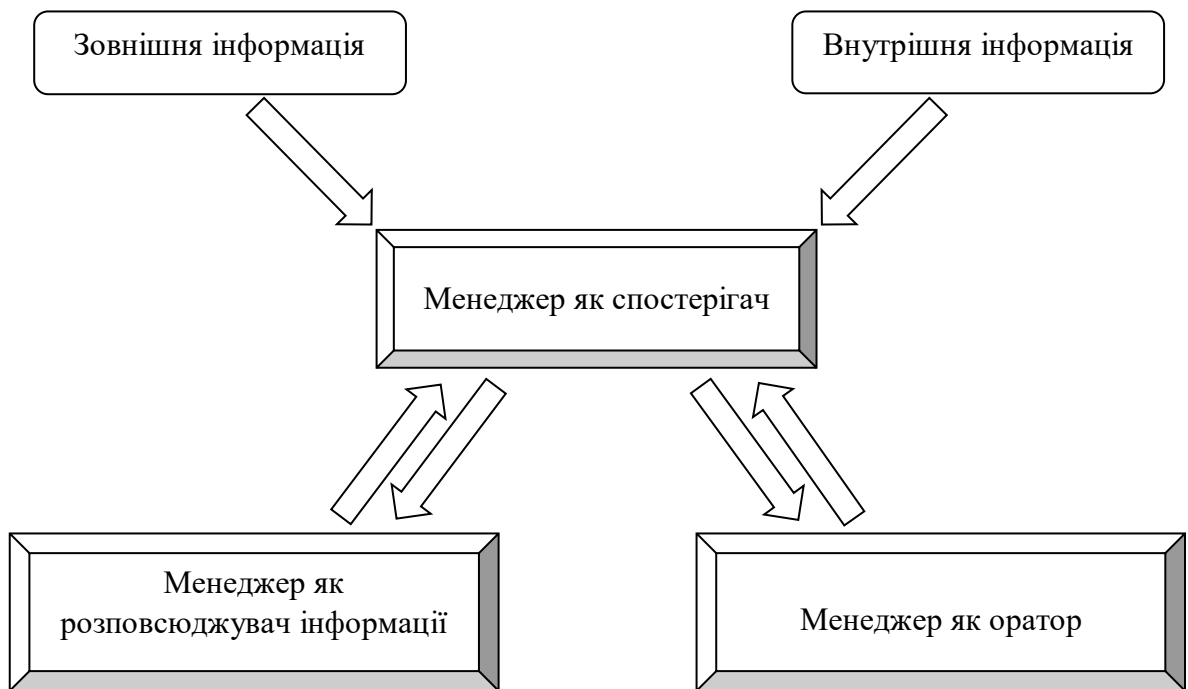 Зовнішня інформація
Внутрішня інформація
Менеджер як спостерігач
Менеджер як
розповсюджувач інформації
Менеджер як оратор